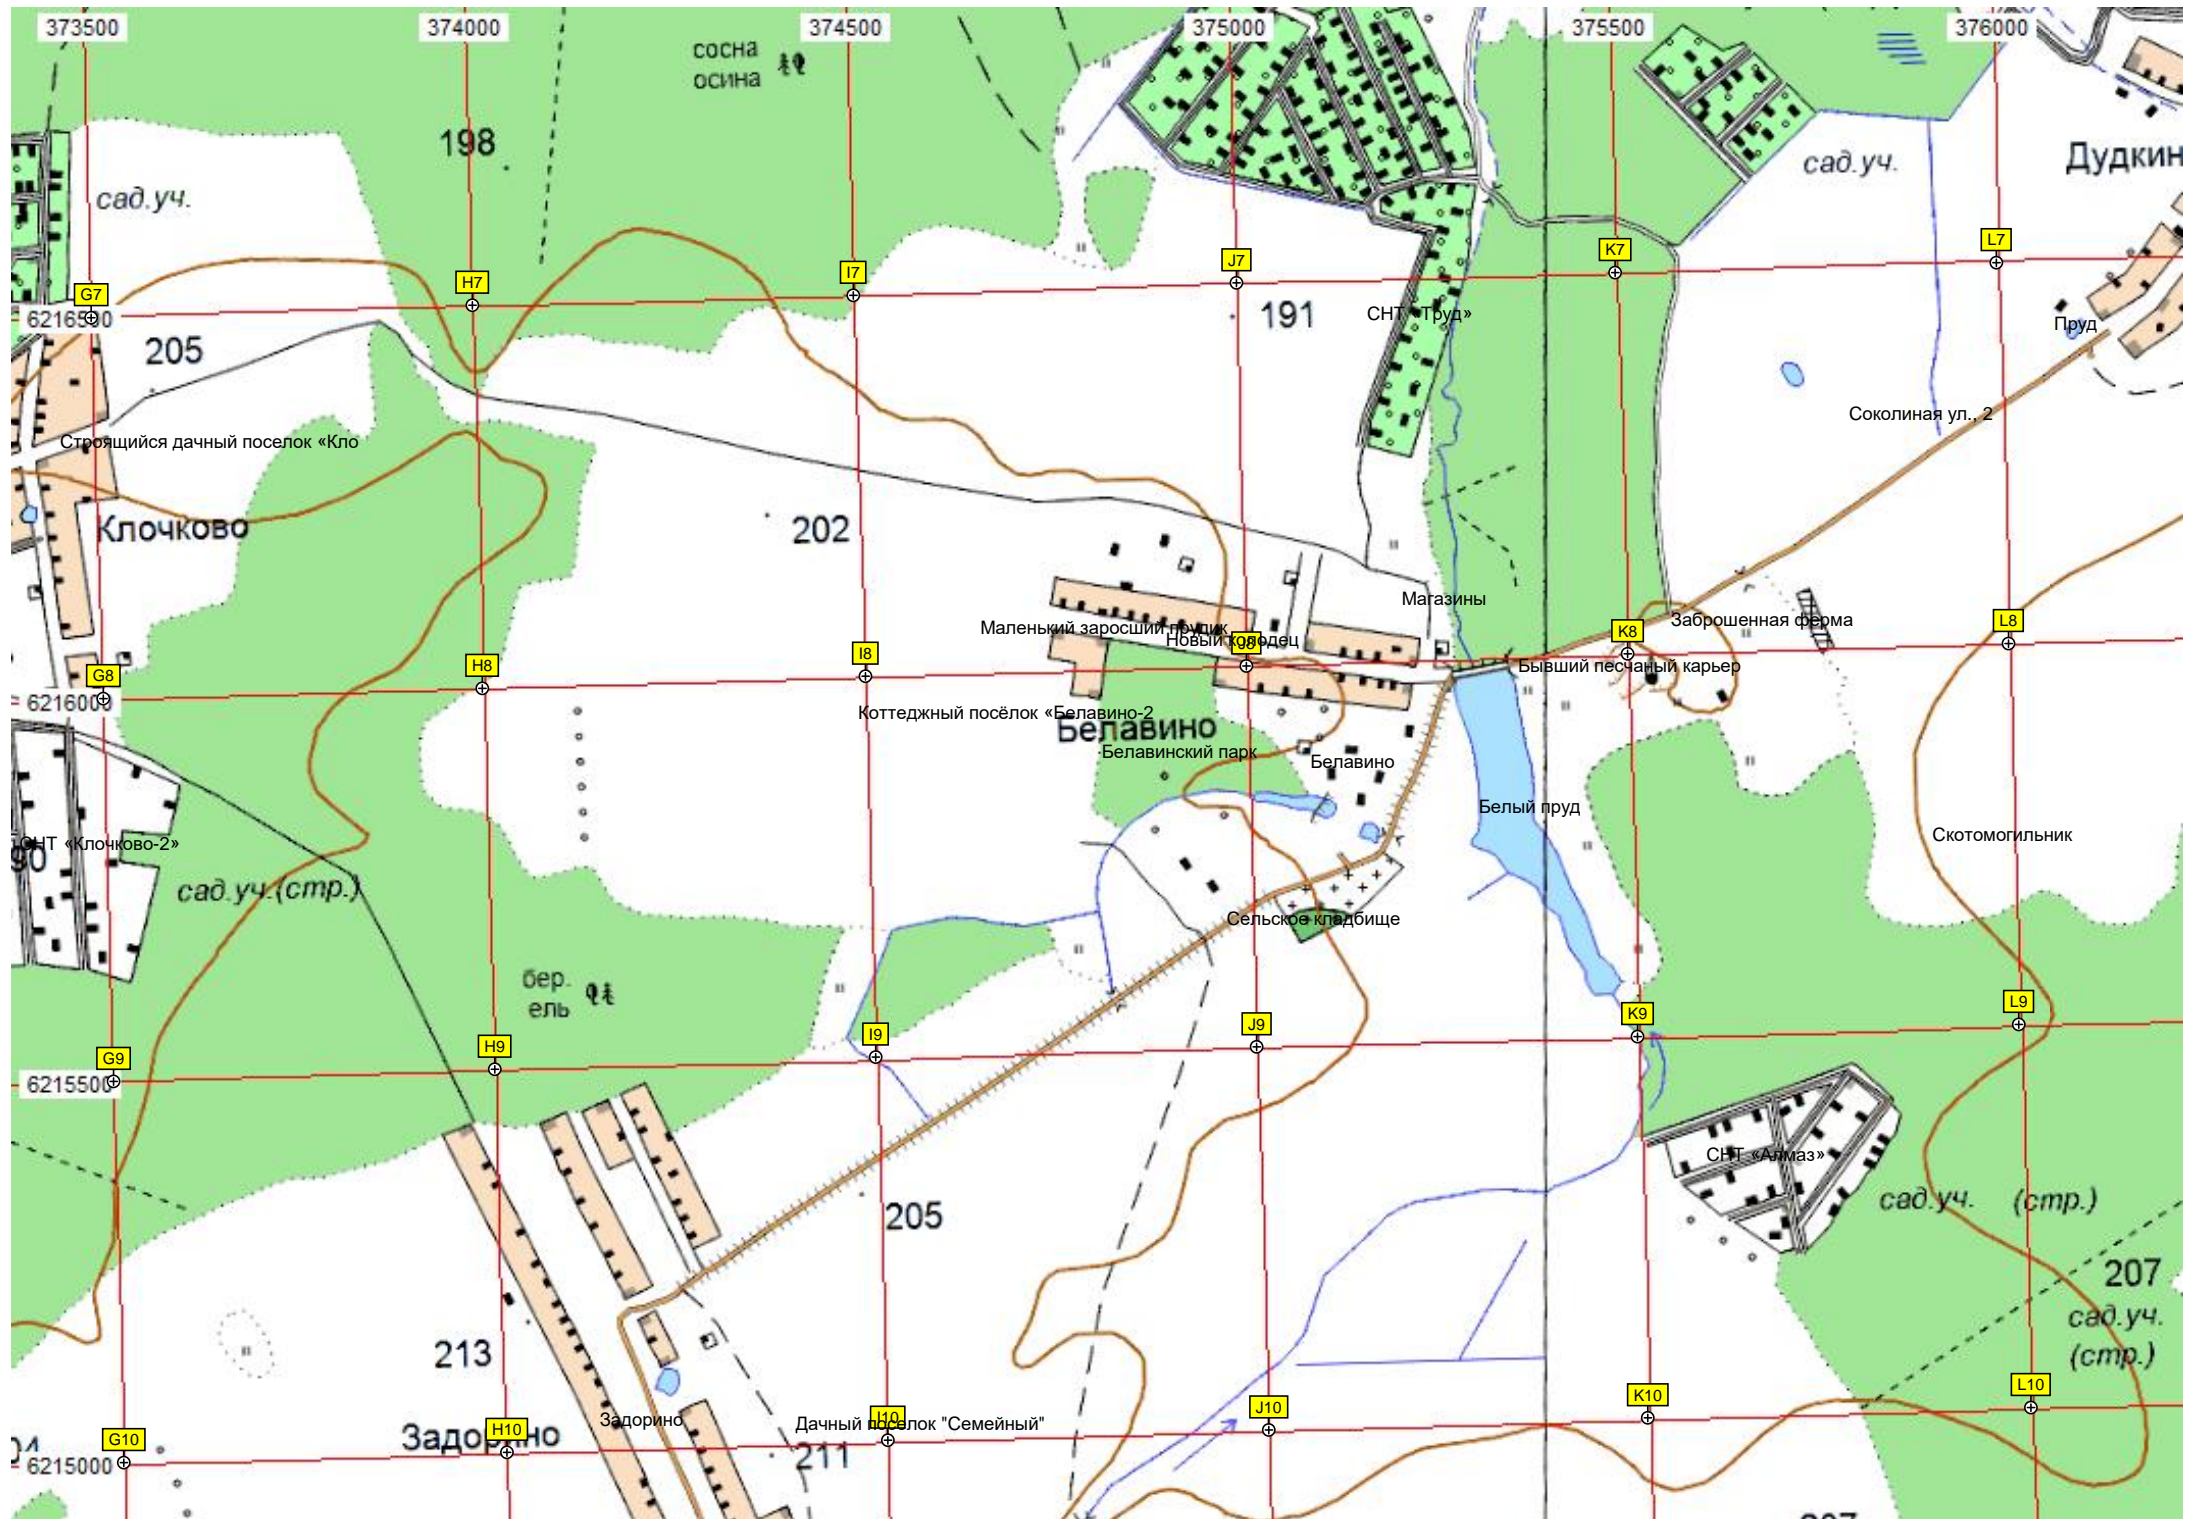 373500 374000 374500 375000 375500 376000
сосна
осина
198
сад.уч.
сад.уч.
Дудкин
G7 H7 I7 J7 K7 L7
6216500
205
191
СНТ «Труд»
Пруд
Соколиная ул., 2
Строящийся дачный поселок «Кло
Клочково
202
Магазины
Маленький заросший прудик
Новый колодец
Заброшенная ферма
Бывший песчаный карьер
G8 H8 I8 J8 K8 L8
6216000
Коттеджный посёлок «Белавино-2
Белавино
Белавинский парк
Белавино
Белый пруд
Скотомогильник
СНТ «Клочково-2»
90
сад.уч.(стр.)
Сельское кладбище
бер.
ель
G9 H9 I9 J9 K9 L9
6215500
СНТ «Алмаз»
сад.уч. (стр.)
205
207
сад.уч.
(стр.)
213
Задорино
Задорино
Дачный поселок "Семейный"
211
G10 H10 I10 J10 K10 L10
6215000